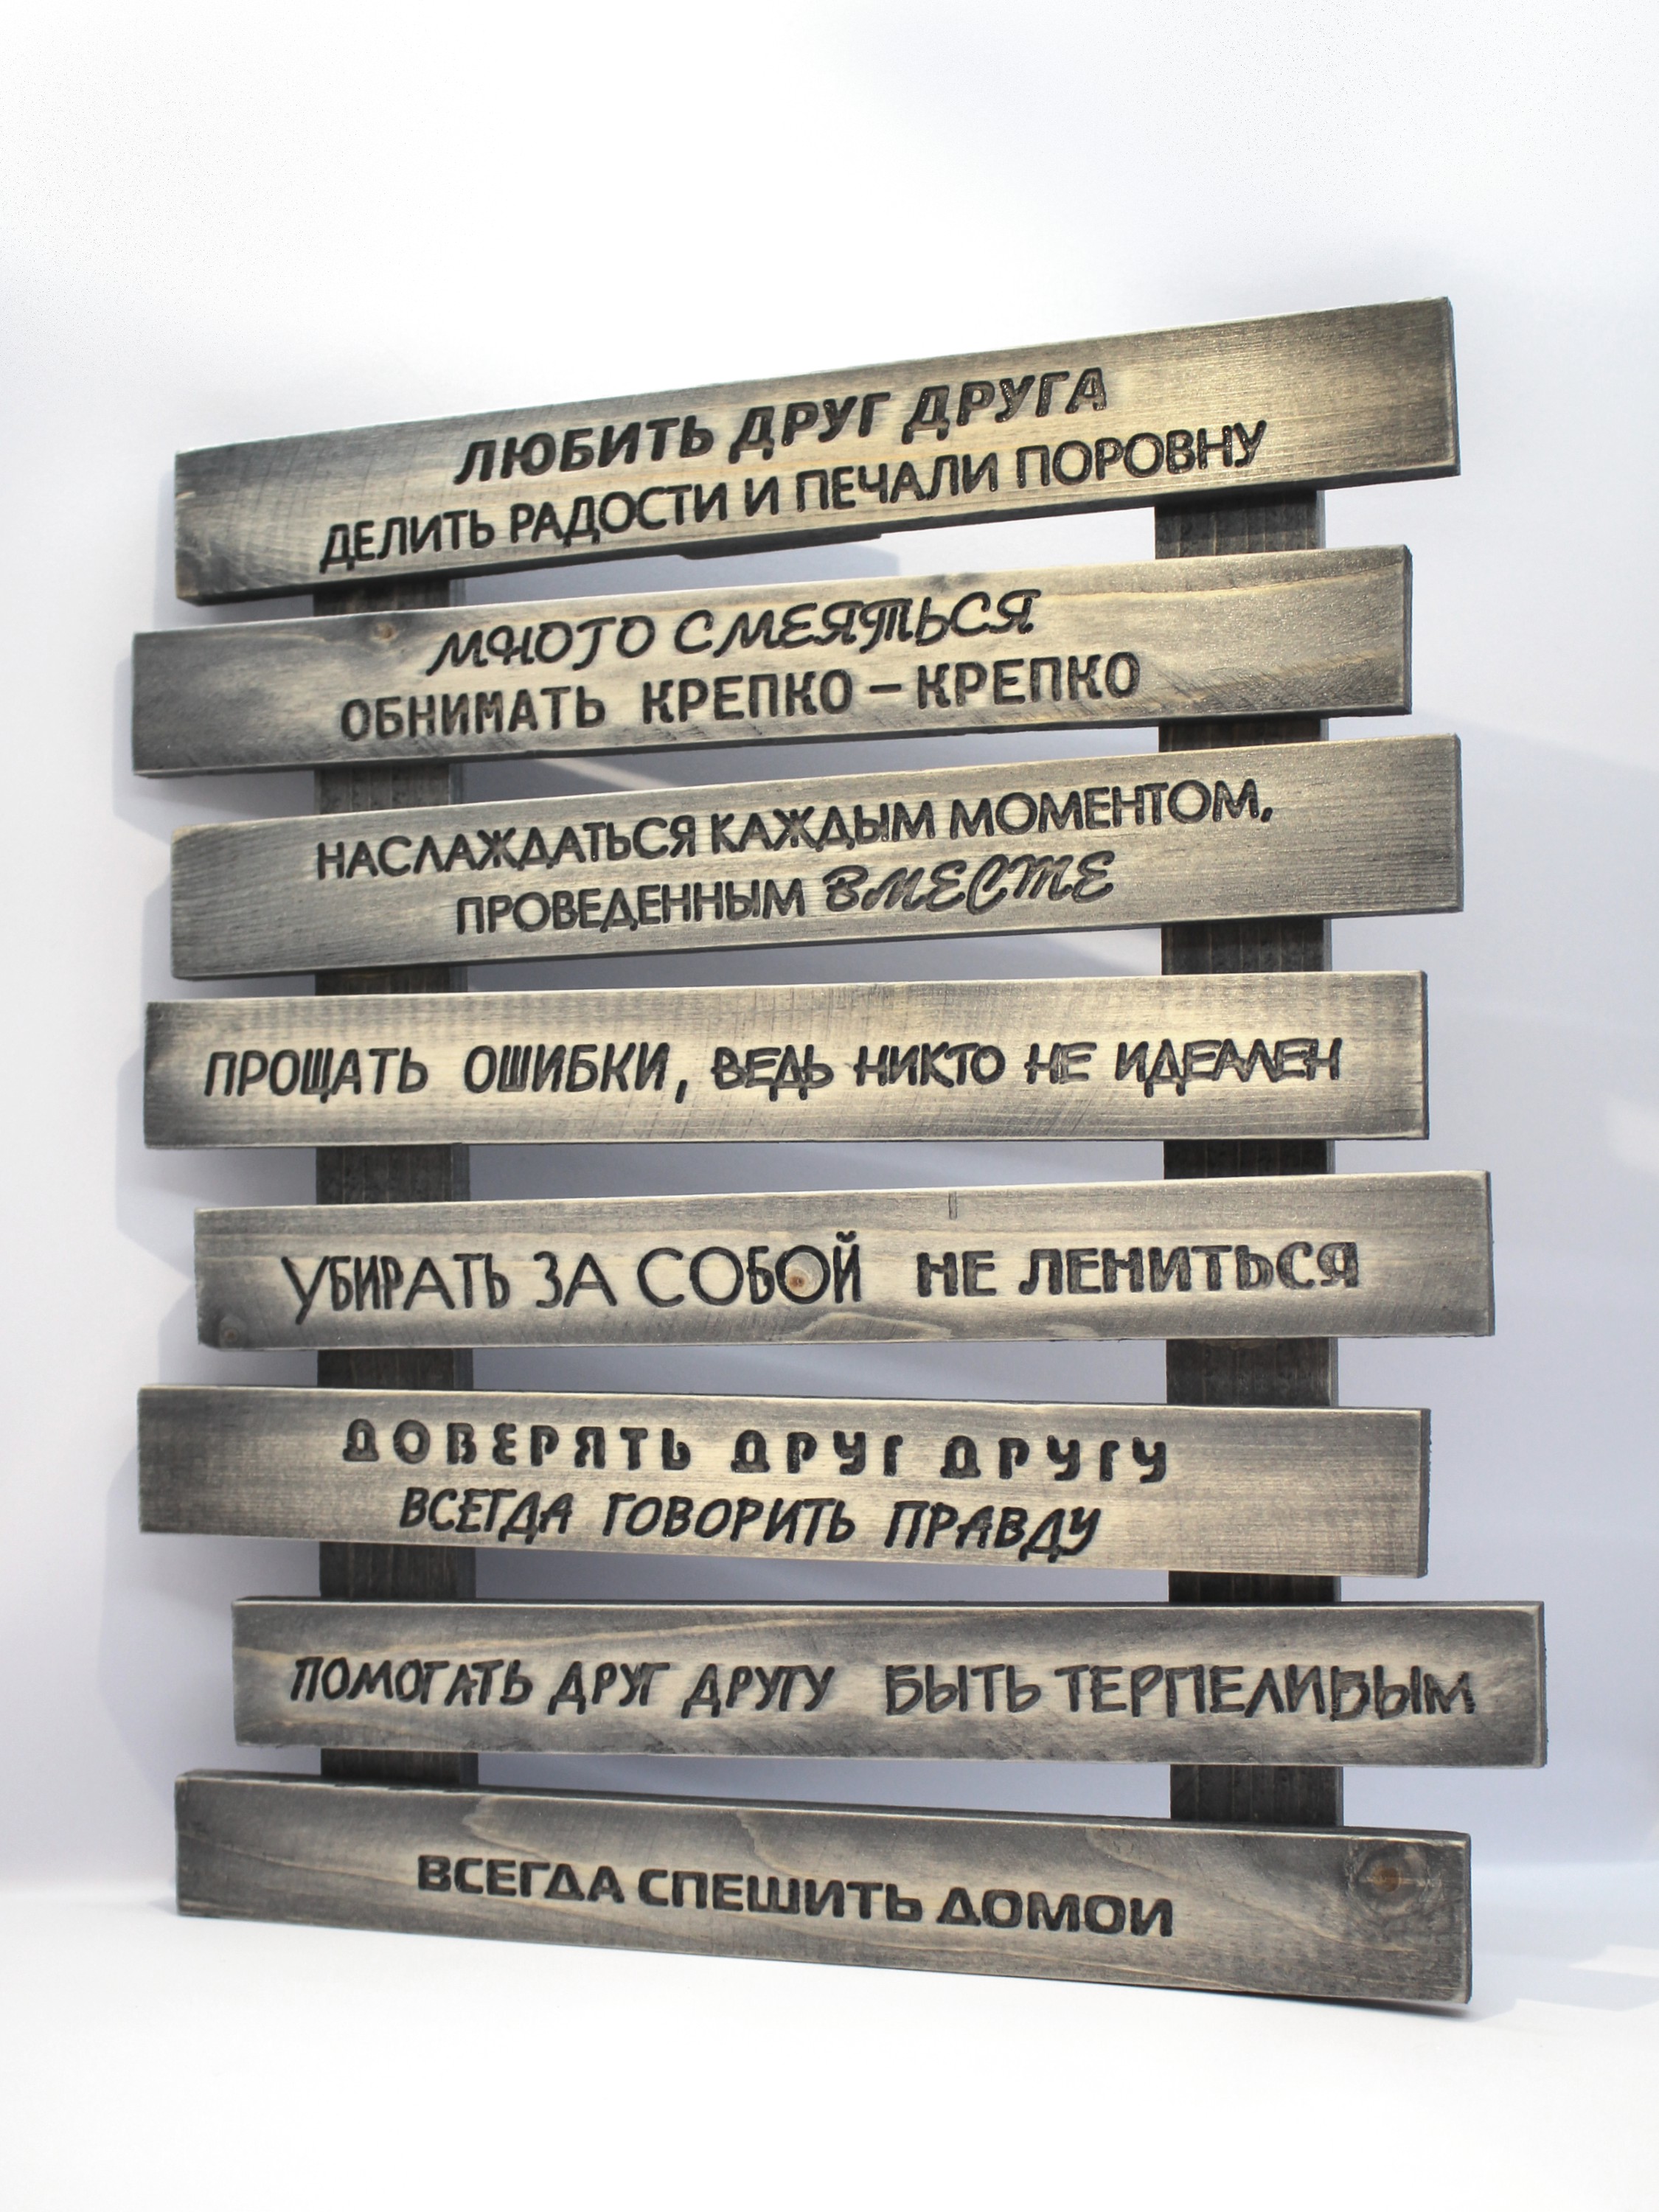 ЛЮБИТЬ ДРУГ ДРУГА
ДЕЛИТЬ РАДОСТИ И ПЕЧАЛИ ПОРОВНУ
МНОГО СМЕЯТЬСЯ
ОБНИМАТЬ КРЕПКО – КРЕПКО
НАСЛАЖДАТЬСЯ КАЖДЫМ МОМЕНТОМ,
ПРОВЕДЕННЫМ ВМЕСТЕ
ПРОЩАТЬ ОШИБКИ, ВЕДЬ НИКТО НЕ ИДЕАЛЕН
УБИРАТЬ ЗА СОБОЙ НЕ ЛЕНИТЬСЯ
ДОВЕРЯТЬ ДРУГ ДРУГУ
ВСЕГДА ГОВОРИТЬ ПРАВДУ
ПОМОГАТЬ ДРУГ ДРУГУ БЫТЬ ТЕРПЕЛИВЫМ
ВСЕГДА СПЕШИТЬ ДОМОИ